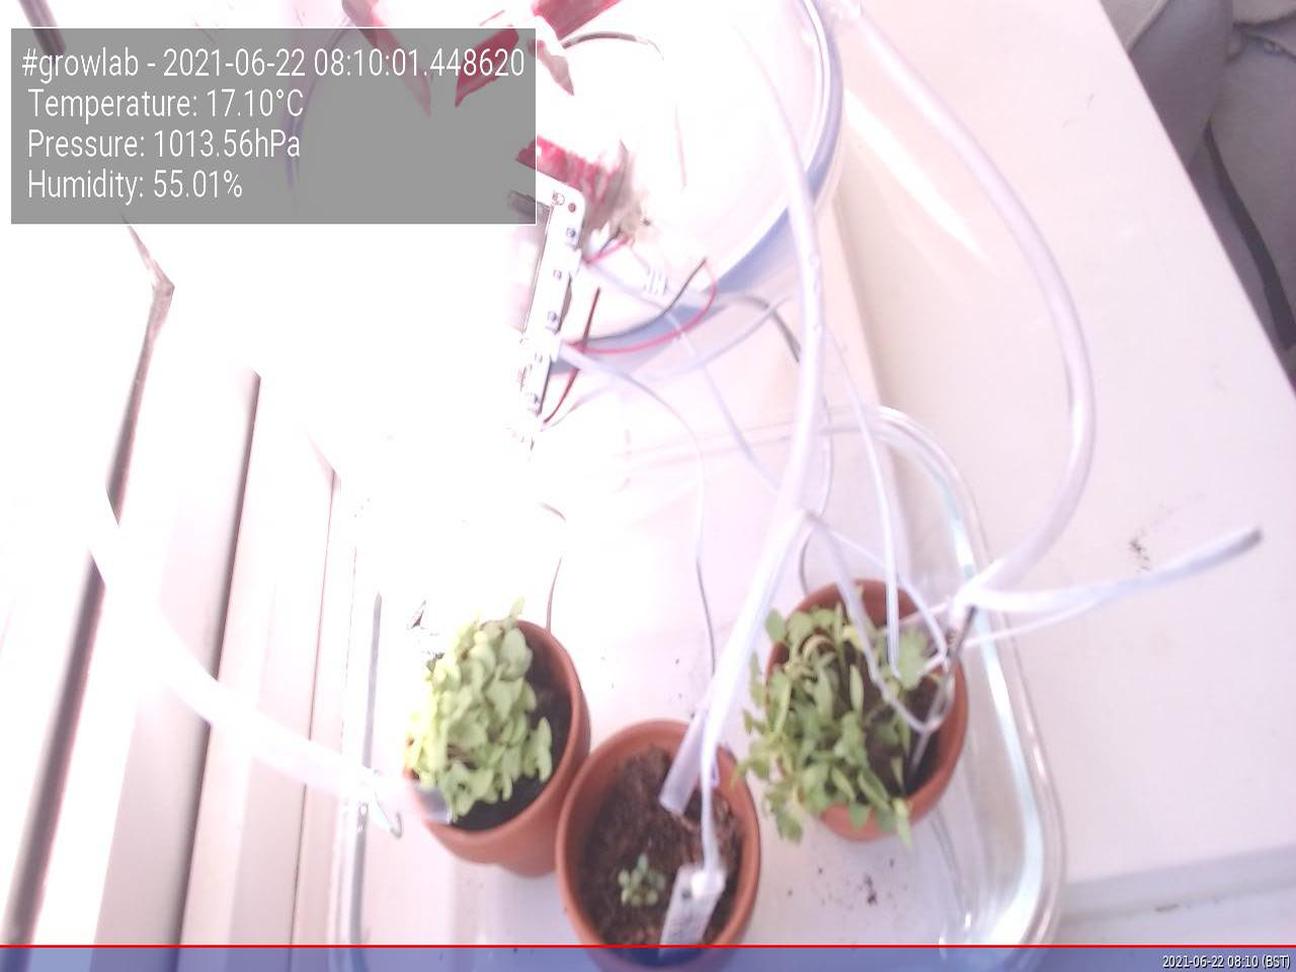 #growlab - 2021-06-22 08:10:01.448620
Temperature: 17.10°C
Pressure: 1013.56hPa
Humidity: 55.01%
2021-06-22 08:10 (BST)